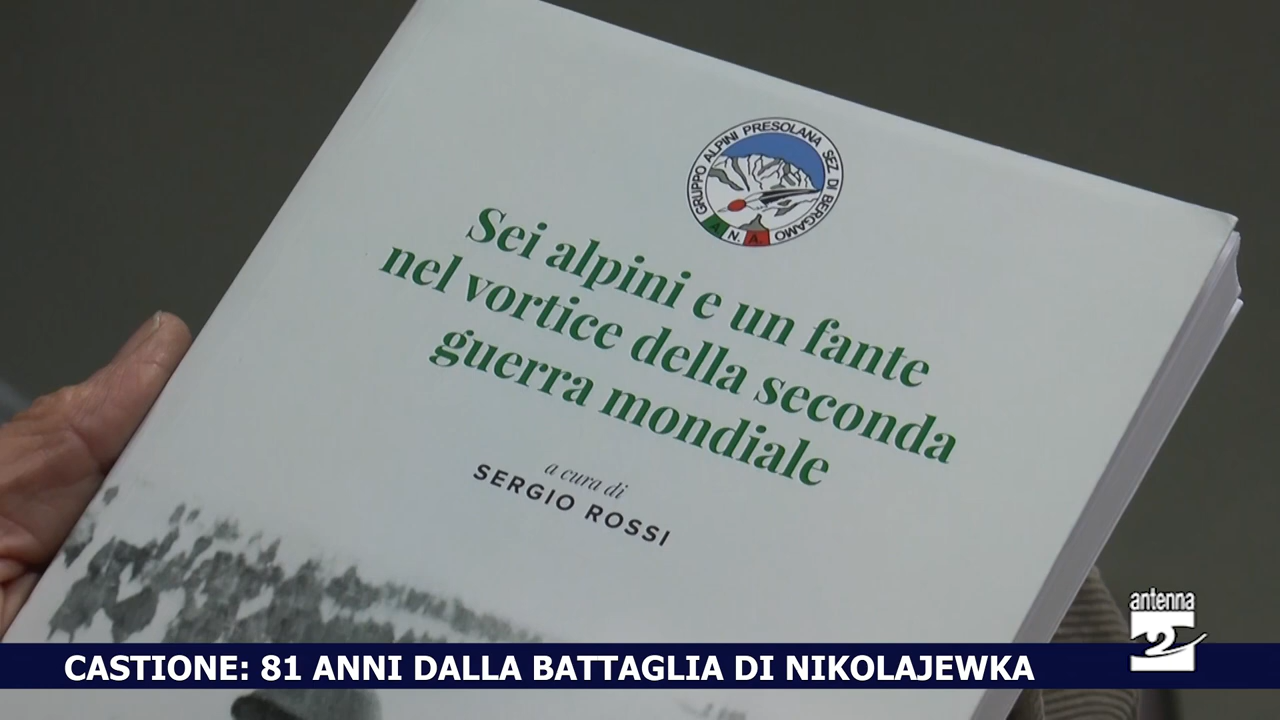 GRUPPO ALPINI PRESOLANA SEZ. DI BERGAMO
A. N. A.
Sei alpini e un fante
nel vortice della seconda
guerra mondiale
a cura di
SERGIO ROSSI
antenna
2
CASTIONE: 81 ANNI DALLA BATTAGLIA DI NIKOLAJEWKA